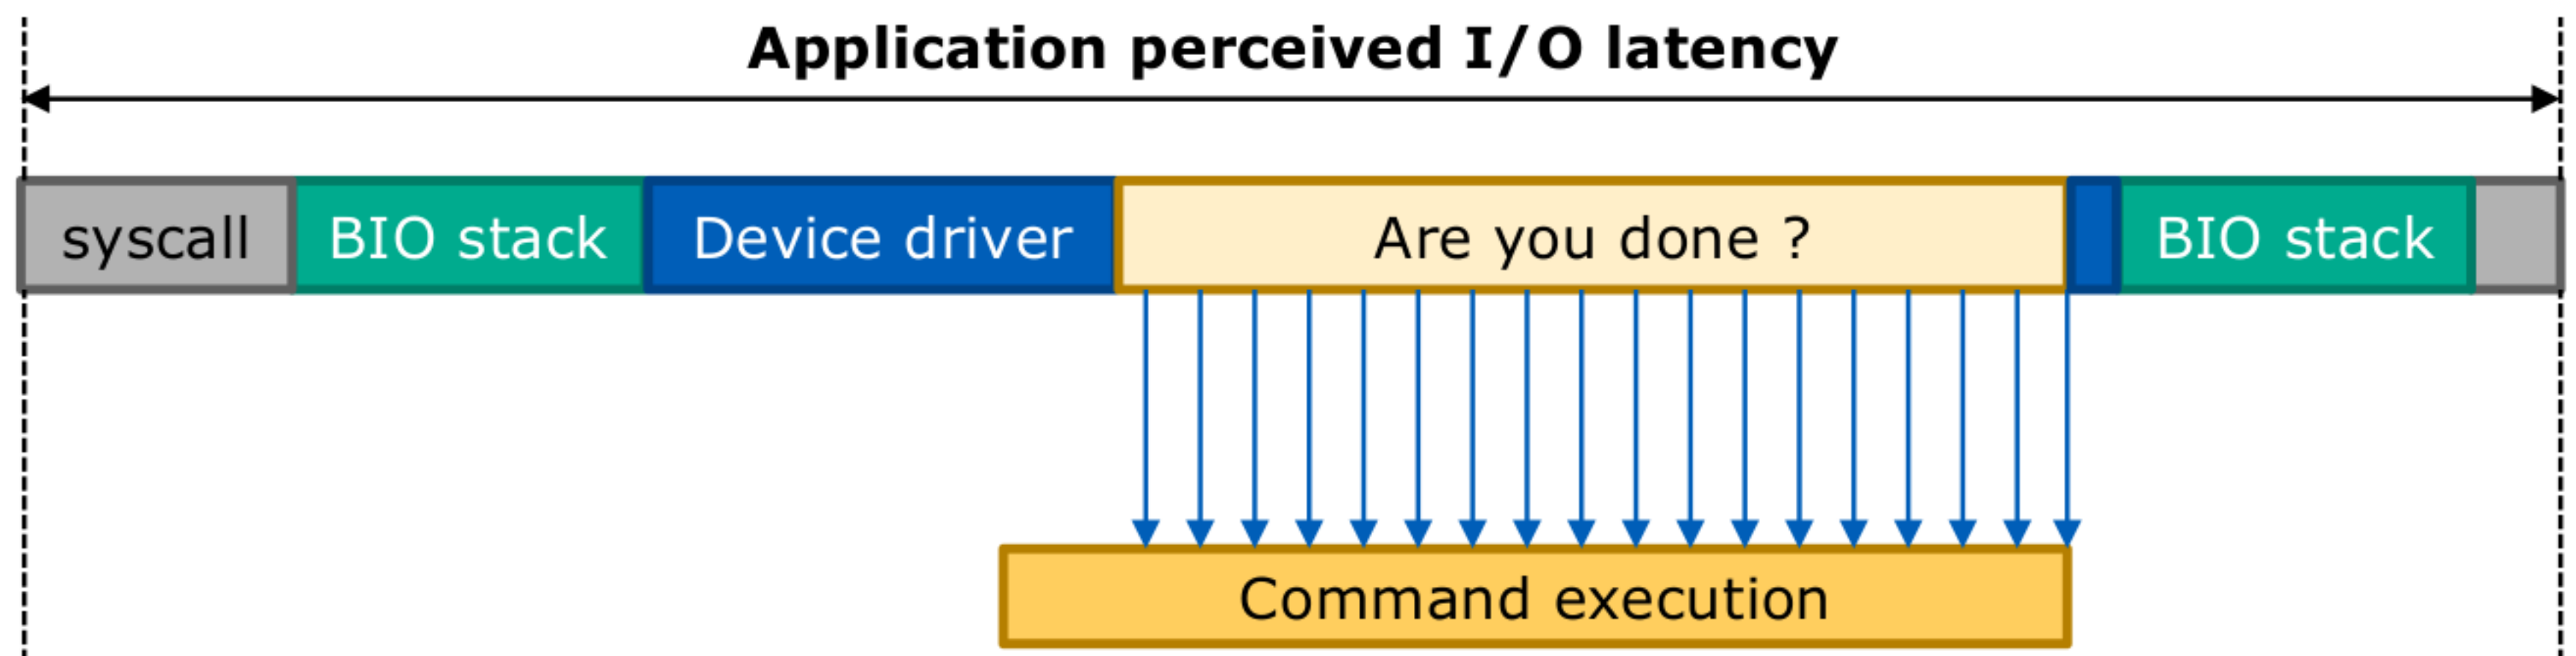 Application perceived I/O latency
syscall
BIO stack
Device driver
Are you done ?
BIO stack
Command execution